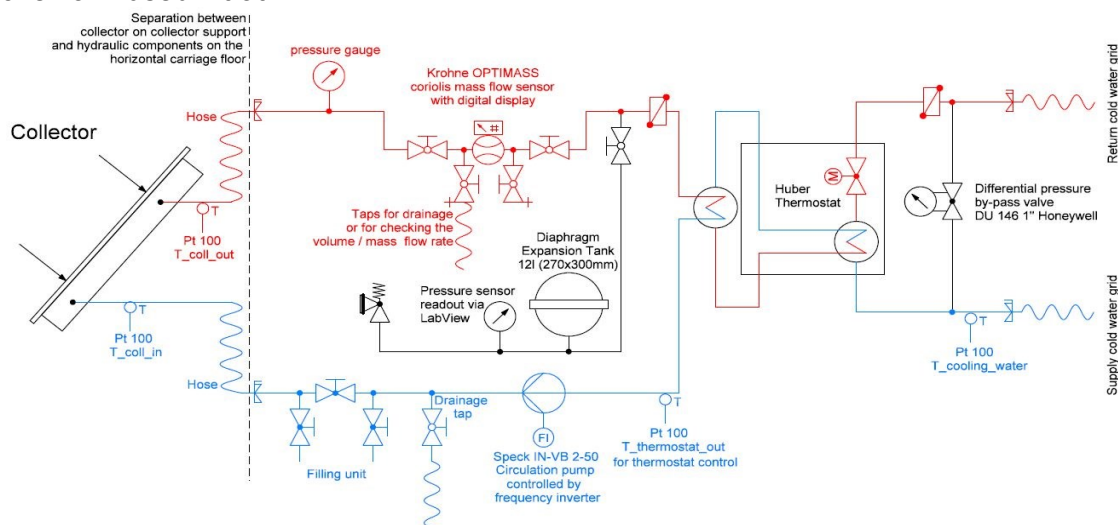 Separation between
collector on collector support
and hydraulic components on the
horizontal carriage floor
pressure gauge
Krohne OPTIMASS
coriolis mass flow sensor
with digital display
Hose
#
Collector
T
Pt 100
T_coll_out
Taps for drainage
or for checking the
volume / mass flow rate
Diaphragm
Expansion Tank
12l (270x300mm)
Pressure sensor
readout via
LabView
Huber
Thermostat
M
Differential pressure
by-pass valve
DU 146 1" Honeywell
Return cold water grid
Supply cold water grid
T
Pt 100
T_coll_in
T
Pt 100
T_cooling_water
Hose
Drainage
tap
T
Pt 100
T_thermostat_out
for thermostat control
FI
Speck IN-VB 2-50
Circulation pump
controlled by
frequency inverter
Filling unit